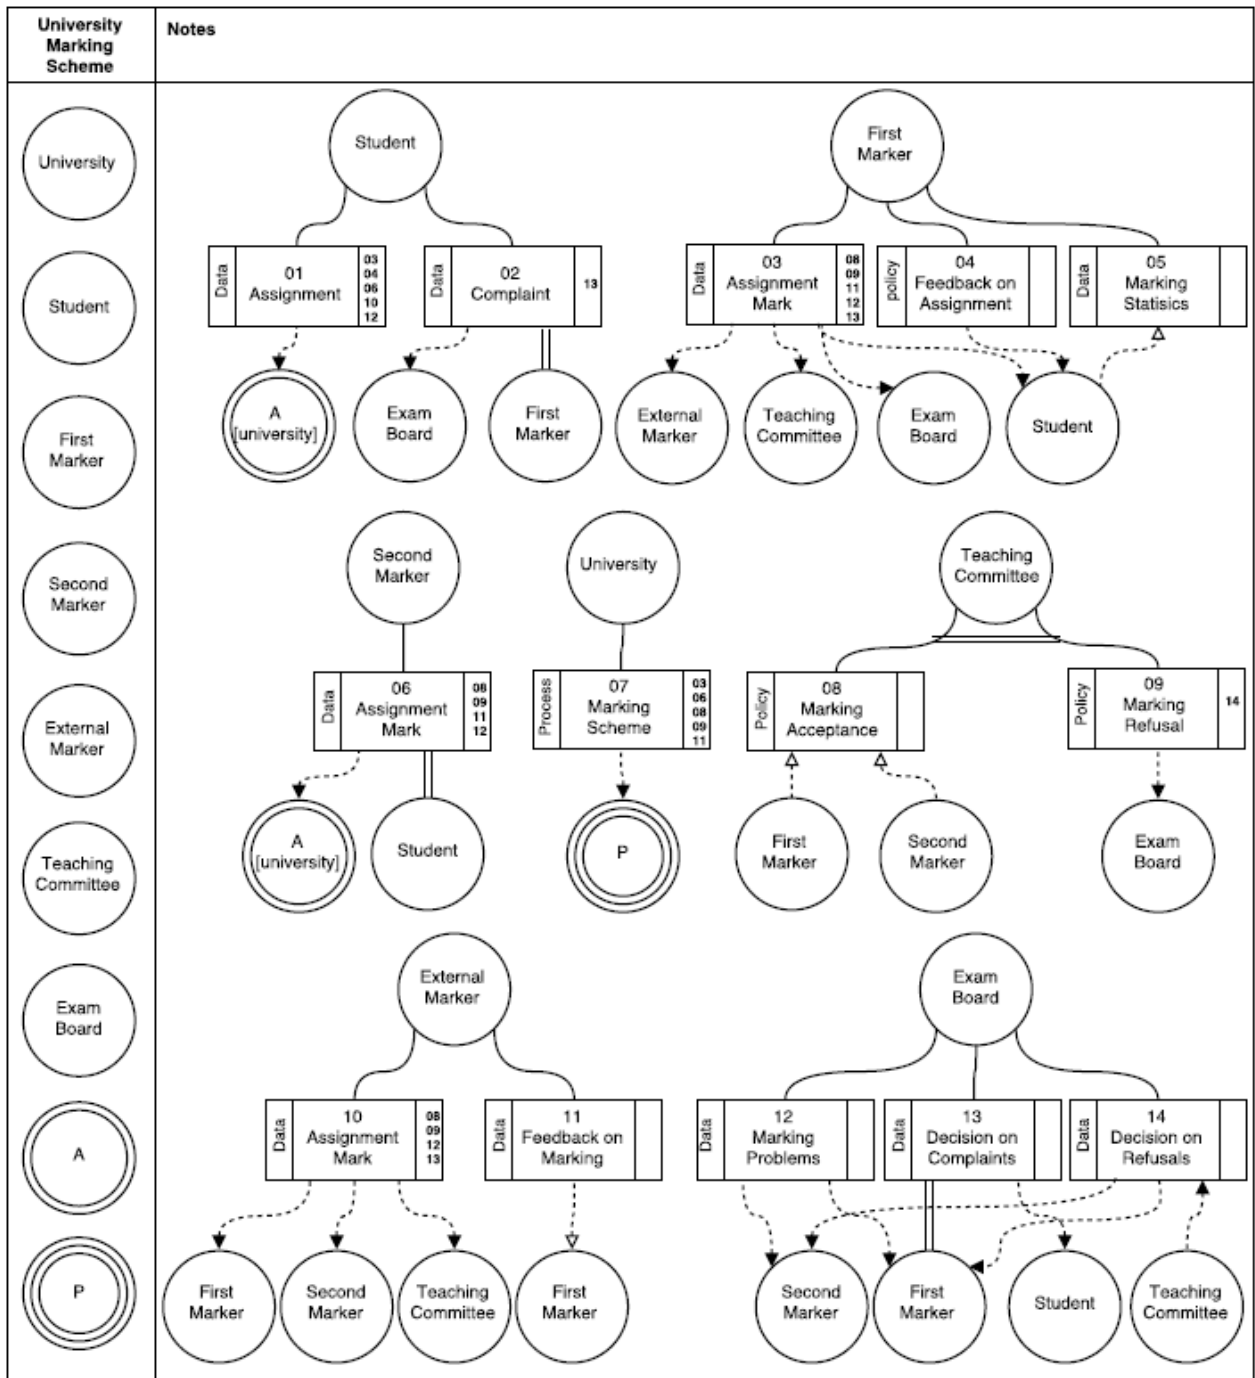 University
Marking
Scheme
Notes
University
Student
First
Marker
Second
Marker
External
Marker
Teaching
Committee
Exam
Board
A
P
Student
First
Marker
Data
01
Assignment
03
04
06
10
12
Data
02
Complaint
13
Data
03
Assignment
Mark
08
09
11
12
13
policy
04
Feedback on
Assignment
Data
05
Marking
Statisics
A
[university]
Exam
Board
First
Marker
External
Marker
Teaching
Committee
Exam
Board
Student
Second
Marker
University
Teaching
Committee
Data
06
Assignment
Mark
08
09
11
12
Process
07
Marking
Scheme
03
06
08
09
11
Policy
08
Marking
Acceptance
Policy
09
Marking
Refusal
14
A
[university]
Student
P
First
Marker
Second
Marker
Exam
Board
External
Marker
Exam
Board
Data
10
Assignment
Mark
08
09
12
13
Data
11
Feedback on
Marking
Data
12
Marking
Problems
Data
13
Decision on
Complaints
Data
14
Decision on
Refusals
First
Marker
Second
Marker
Teaching
Committee
First
Marker
Second
Marker
First
Marker
Student
Teaching
Committee